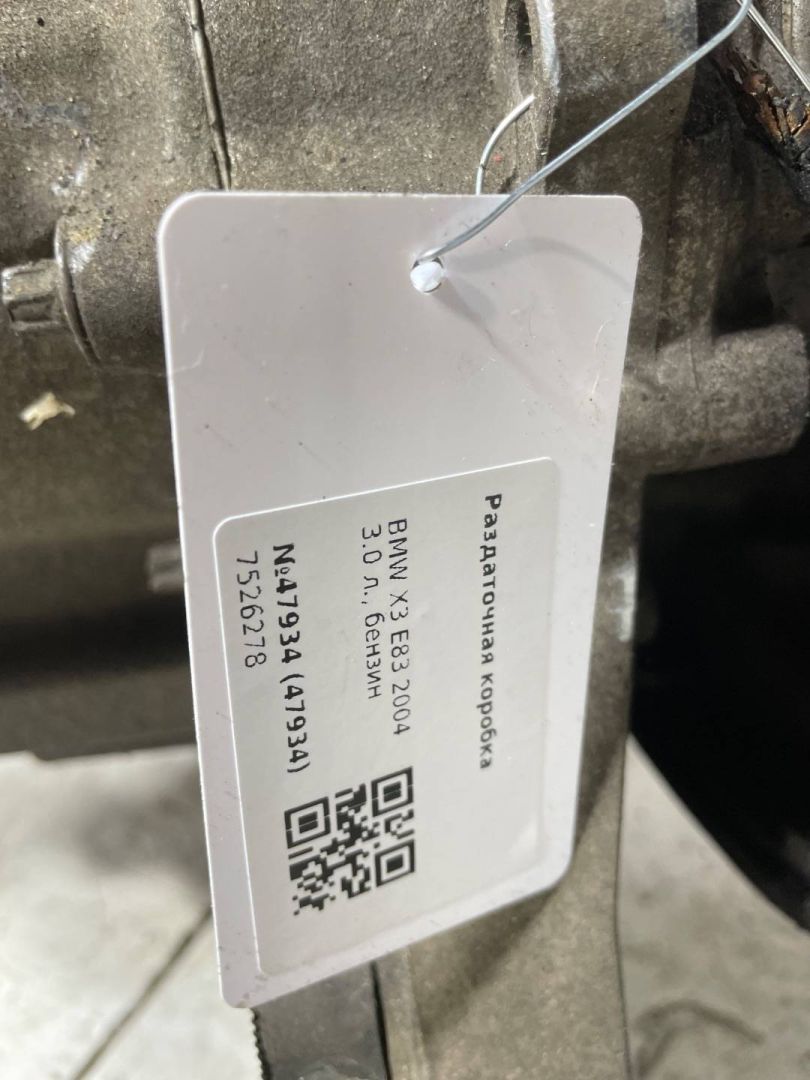 Раздаточная коробка
BMW X3 E83 2004
3.0 л., бензин
№47934 (47934)
7526278